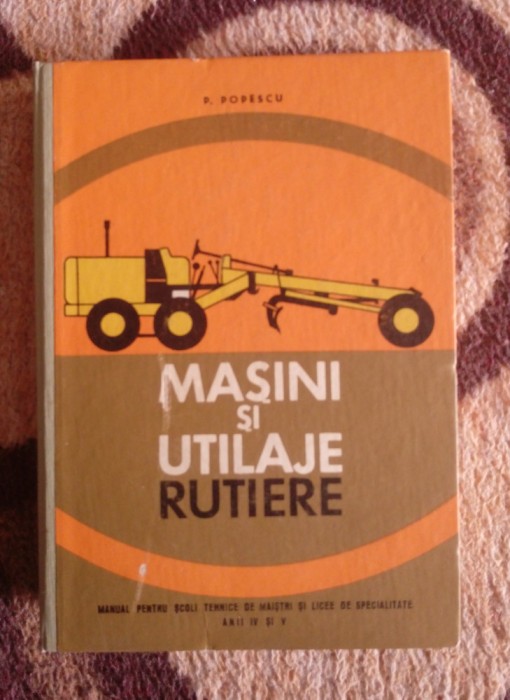 P. POPESCU
MAȘINI
ȘI
UTILAJE
RUTIERE
MANUAL PENTRU ȘCOLI TEHNICE DE MAIȘTRI ȘI LICEE DE SPECIALITATE
ANII IV ȘI V